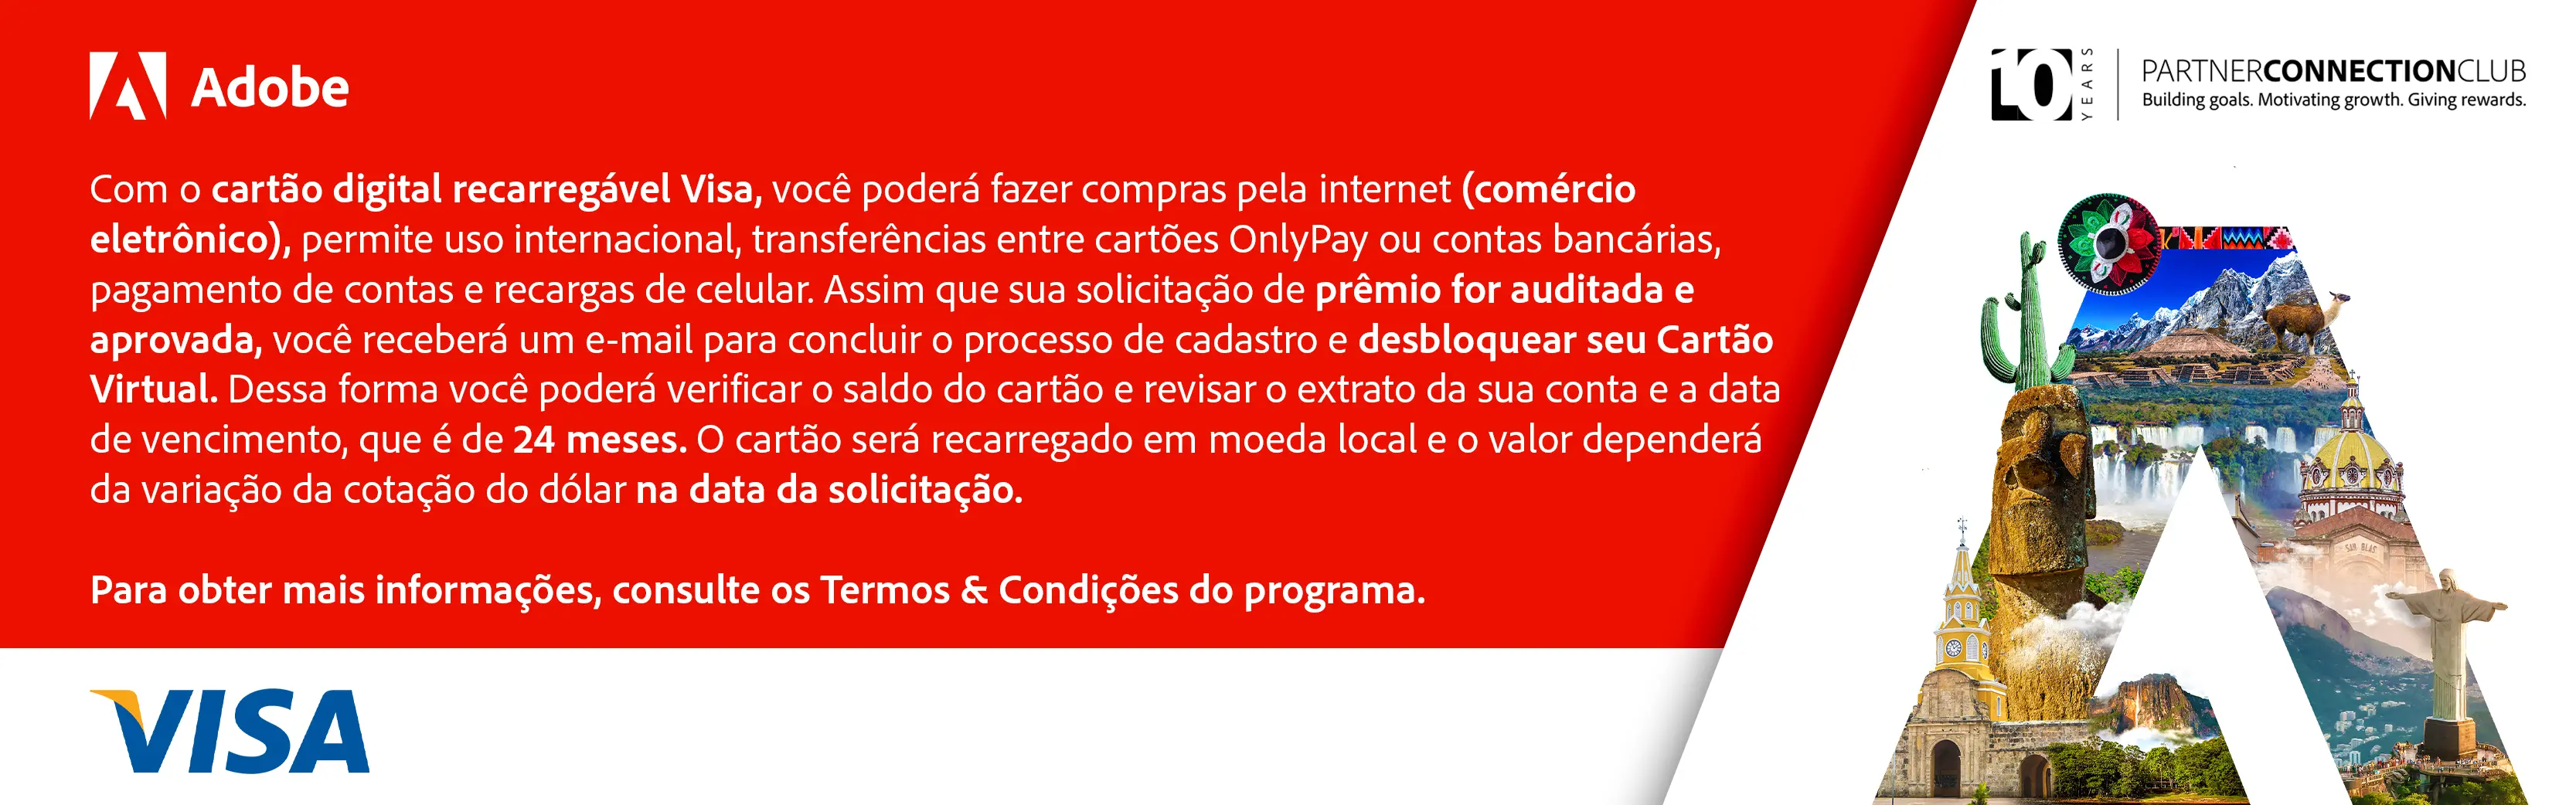 Adobe
10 YEARS
PARTNERCONNECTIONCLUB
Building goals. Motivating growth. Giving rewards.
Com o cartão digital recarregável Visa, você poderá fazer compras pela internet (comércio
eletrônico), permite uso internacional, transferências entre cartões OnlyPay ou contas bancárias,
pagamento de contas e recargas de celular. Assim que sua solicitação de prêmio for auditada e
aprovada, você receberá um e-mail para concluir o processo de cadastro e desbloquear seu Cartão
Virtual. Dessa forma você poderá verificar o saldo do cartão e revisar o extrato da sua conta e a data
de vencimento, que é de 24 meses. O cartão será recarregado em moeda local e o valor dependerá
da variação da cotação do dólar na data da solicitação.
Para obter mais informações, consulte os Termos & Condições do programa.
SAN BLAS
VISA